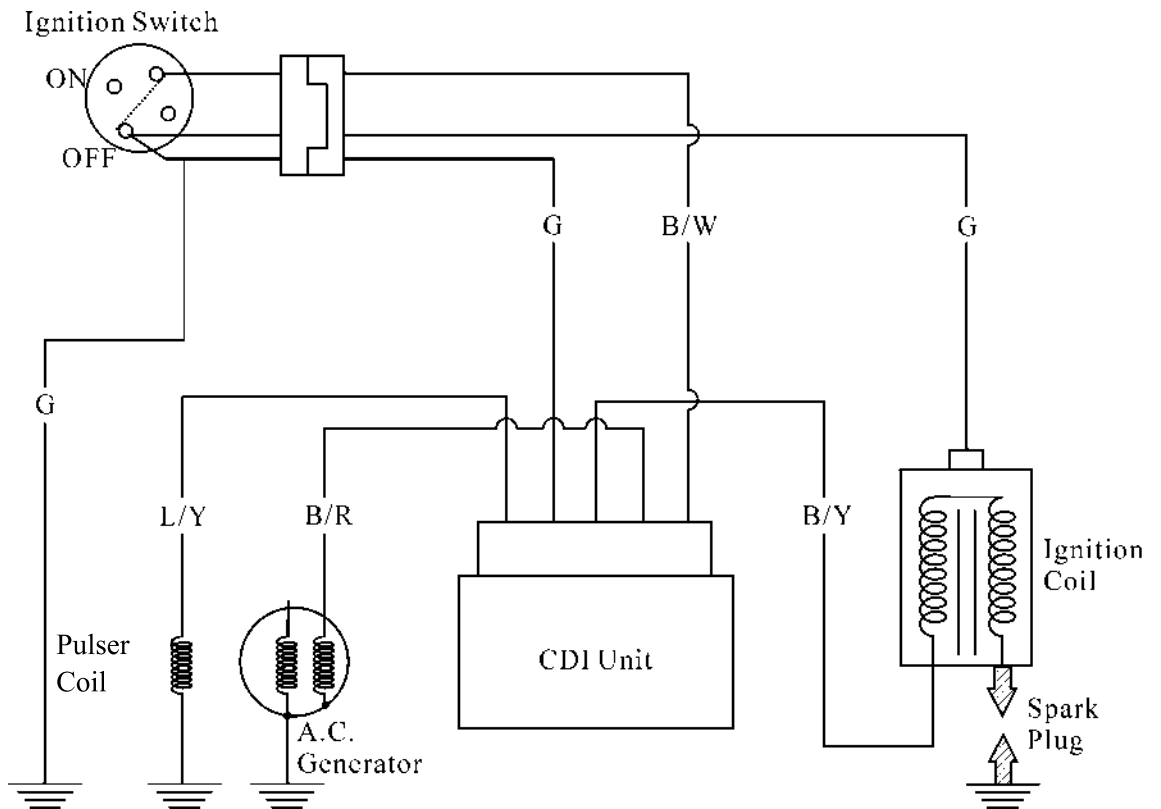 Ignition Switch
ON
OFF
G
B/W
G
G
L/Y
B/R
B/Y
Ignition
Coil
Pulser
Coil
CDI Unit
A.C.
Generator
Spark
Plug